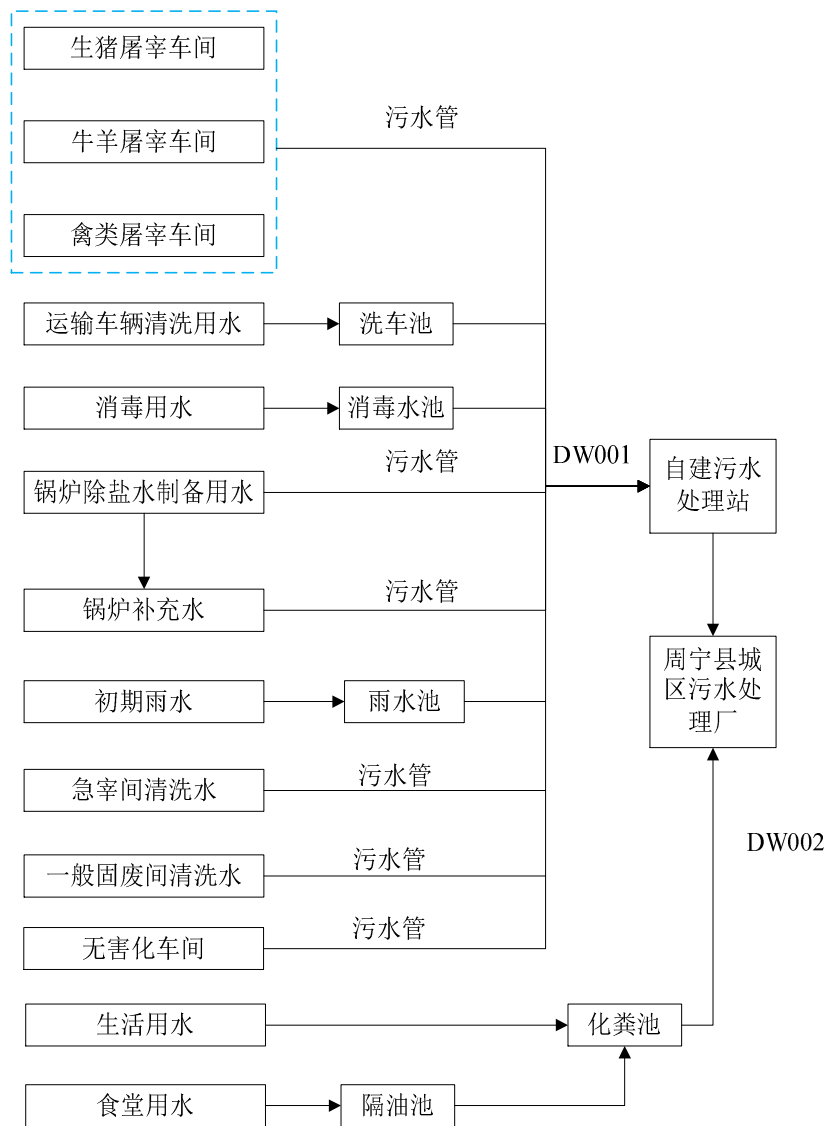 生猪屠宰车间
污水管
牛羊屠宰车间
禽类屠宰车间
运输车辆清洗用水
洗车池
消毒用水
消毒水池
污水管
DW001
自建污水
处理站
锅炉除盐水制备用水
污水管
锅炉补充水
周宁县城
区污水处
理厂
初期雨水
雨水池
污水管
急宰间清洗水
DW002
污水管
一般固废间清洗水
污水管
无害化车间
生活用水
化粪池
食堂用水
隔油池